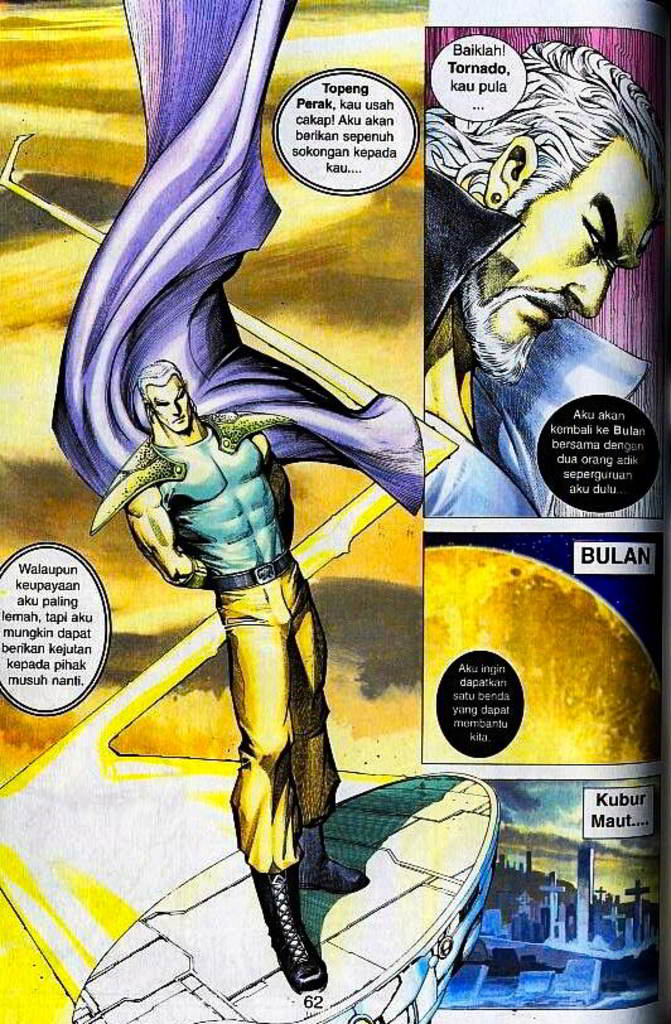 Topeng
Perak, kau usah
cakap! Aku akan
berikan sepenuh
sokongan kepada
kau....
Walaupun
keupayaan
aku paling
lemah, tapi aku
mungkin dapat
berikan kejutan
kepada pihak
musuh nanti.
Baiklah!
Tornado,
kau pula
...
Aku akan
kembali ke Bulan
bersama dengan
dua orang adik
seperguruan
aku dulu...
BULAN
Aku ingin
dapatkan
satu benda
yang dapat
membantu
kita.
Kubur
Maut....
62